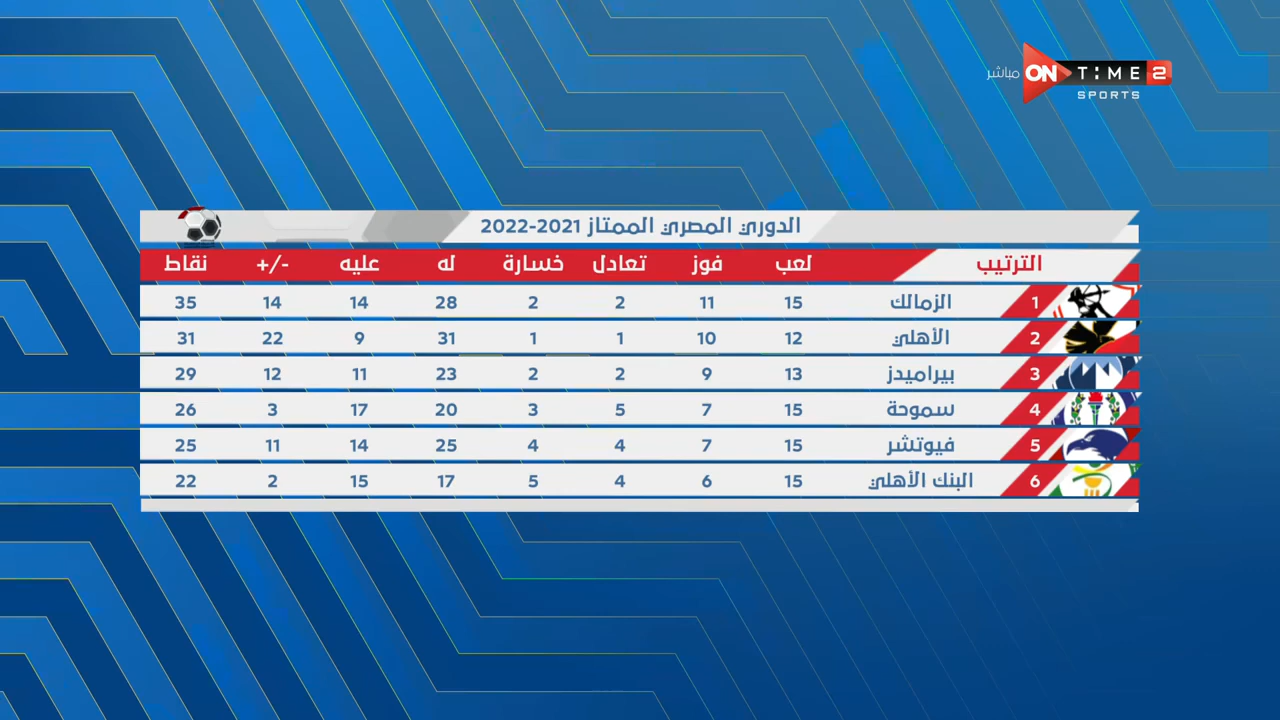 مباشر ON TIME 2
SPORTS
الدوري المصري الممتاز 2021-2022
الترتيب لعب فوز تعادل خسارة له عليه +/- نقاط
1 الزمالك 15 11 2 2 28 14 14 35
2 الأهلي 12 10 1 1 31 9 22 31
3 بيراميدز 13 9 2 2 23 11 12 29
4 سموحة 15 7 5 3 20 17 3 26
5 فيوتشر 15 7 4 4 25 14 11 25
6 البنك الأهلي 15 6 4 5 17 15 2 22